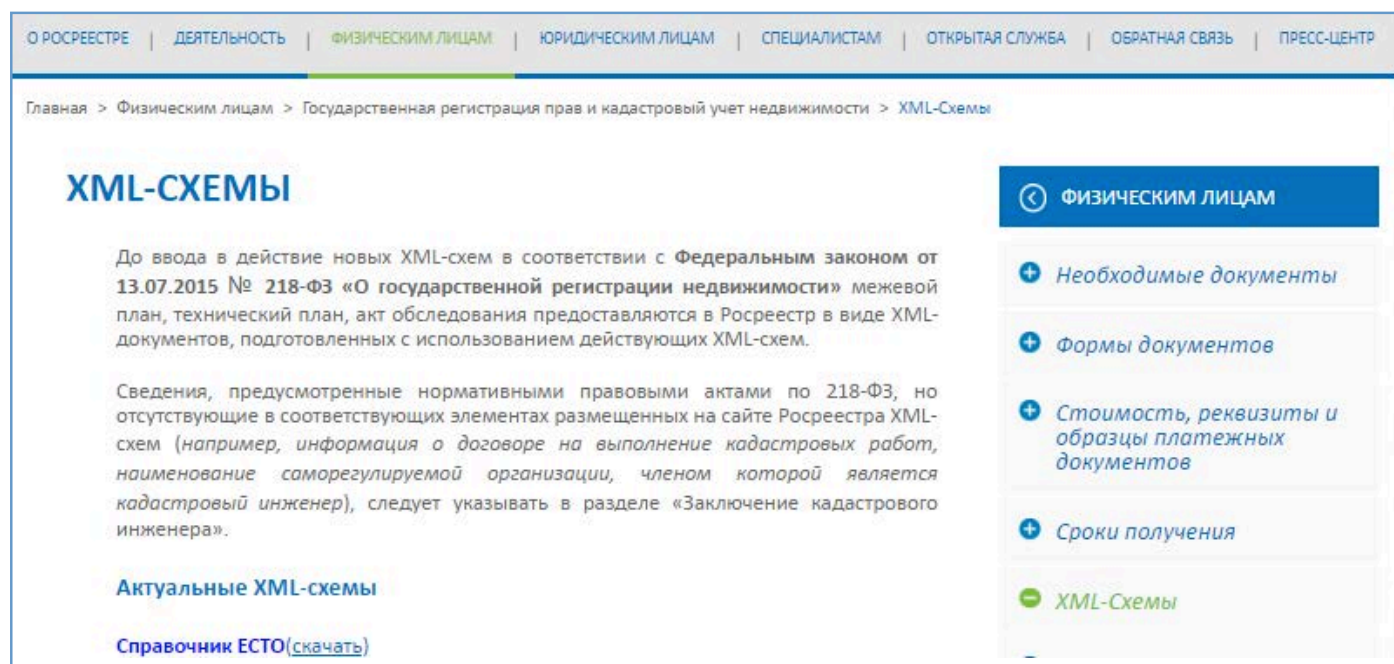 О РОСРЕЕСТРЕ | ДЕЯТЕЛЬНОСТЬ | ФИЗИЧЕСКИМ ЛИЦАМ | ЮРИДИЧЕСКИМ ЛИЦАМ | СПЕЦИАЛИСТАМ | ОТКРЫТАЯ СЛУЖБА | ОБРАТНАЯ СВЯЗЬ | ПРЕСС-ЦЕНТР
Главная > Физическим лицам > Государственная регистрация прав и кадастровый учет недвижимости > XML-Схемы
XML-СХЕМЫ
До ввода в действие новых XML-схем в соответствии с Федеральным законом от
13.07.2015 № 218-ФЗ «О государственной регистрации недвижимости» межевой
план, технический план, акт обследования предоставляются в Росреестр в виде XML-
документов, подготовленных с использованием действующих XML-схем.
Сведения, предусмотренные нормативными правовыми актами по 218-ФЗ, но
отсутствующие в соответствующих элементах размещенных на сайте Росреестра XML-
схем (например, информация о договоре на выполнение кадастровых работ,
наименование саморегулируемой организации, членом которой является
кадастровый инженер), следует указывать в разделе «Заключение кадастрового
инженера».
Актуальные XML-схемы
Справочник ЕСТО(скачать)
ФИЗИЧЕСКИМ ЛИЦАМ
Необходимые документы
Формы документов
Стоимость, реквизиты и
образцы платежных
документов
Сроки получения
XML-Схемы